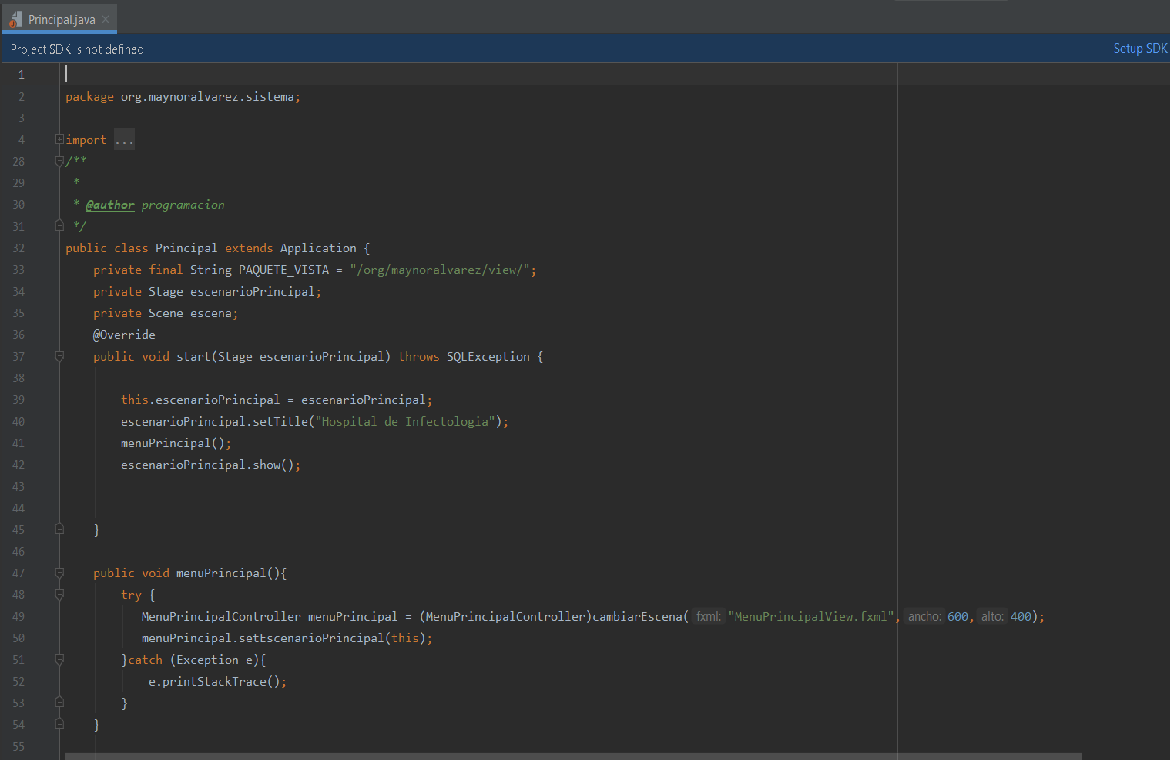 Principal.java
Project SDK is not defined Setup SDK
1
2 package org.maynoralvarez.sistema;
3
4 import ...
28 /**
29 *
30 * @author programacion
31 */
32 public class Principal extends Application {
33 private final String PAQUETE_VISTA = "/org/maynoralvarez/view/";
34 private Stage escenarioPrincipal;
35 private Scene escena;
36 @Override
37 public void start(Stage escenarioPrincipal) throws SQLException {
38
39 this.escenarioPrincipal = escenarioPrincipal;
40 escenarioPrincipal.setTitle("Hospital de Infectologia");
41 menuPrincipal();
42 escenarioPrincipal.show();
43
44
45 }
46
47 public void menuPrincipal(){
48 try {
49 MenuPrincipalController menuPrincipal = (MenuPrincipalController)cambiarEscena( fxml: "MenuPrincipalView.fxml", ancho: 600, alto: 400);
50 menuPrincipal.setEscenarioPrincipal(this);
51 }catch (Exception e){
52 e.printStackTrace();
53 }
54 }
55